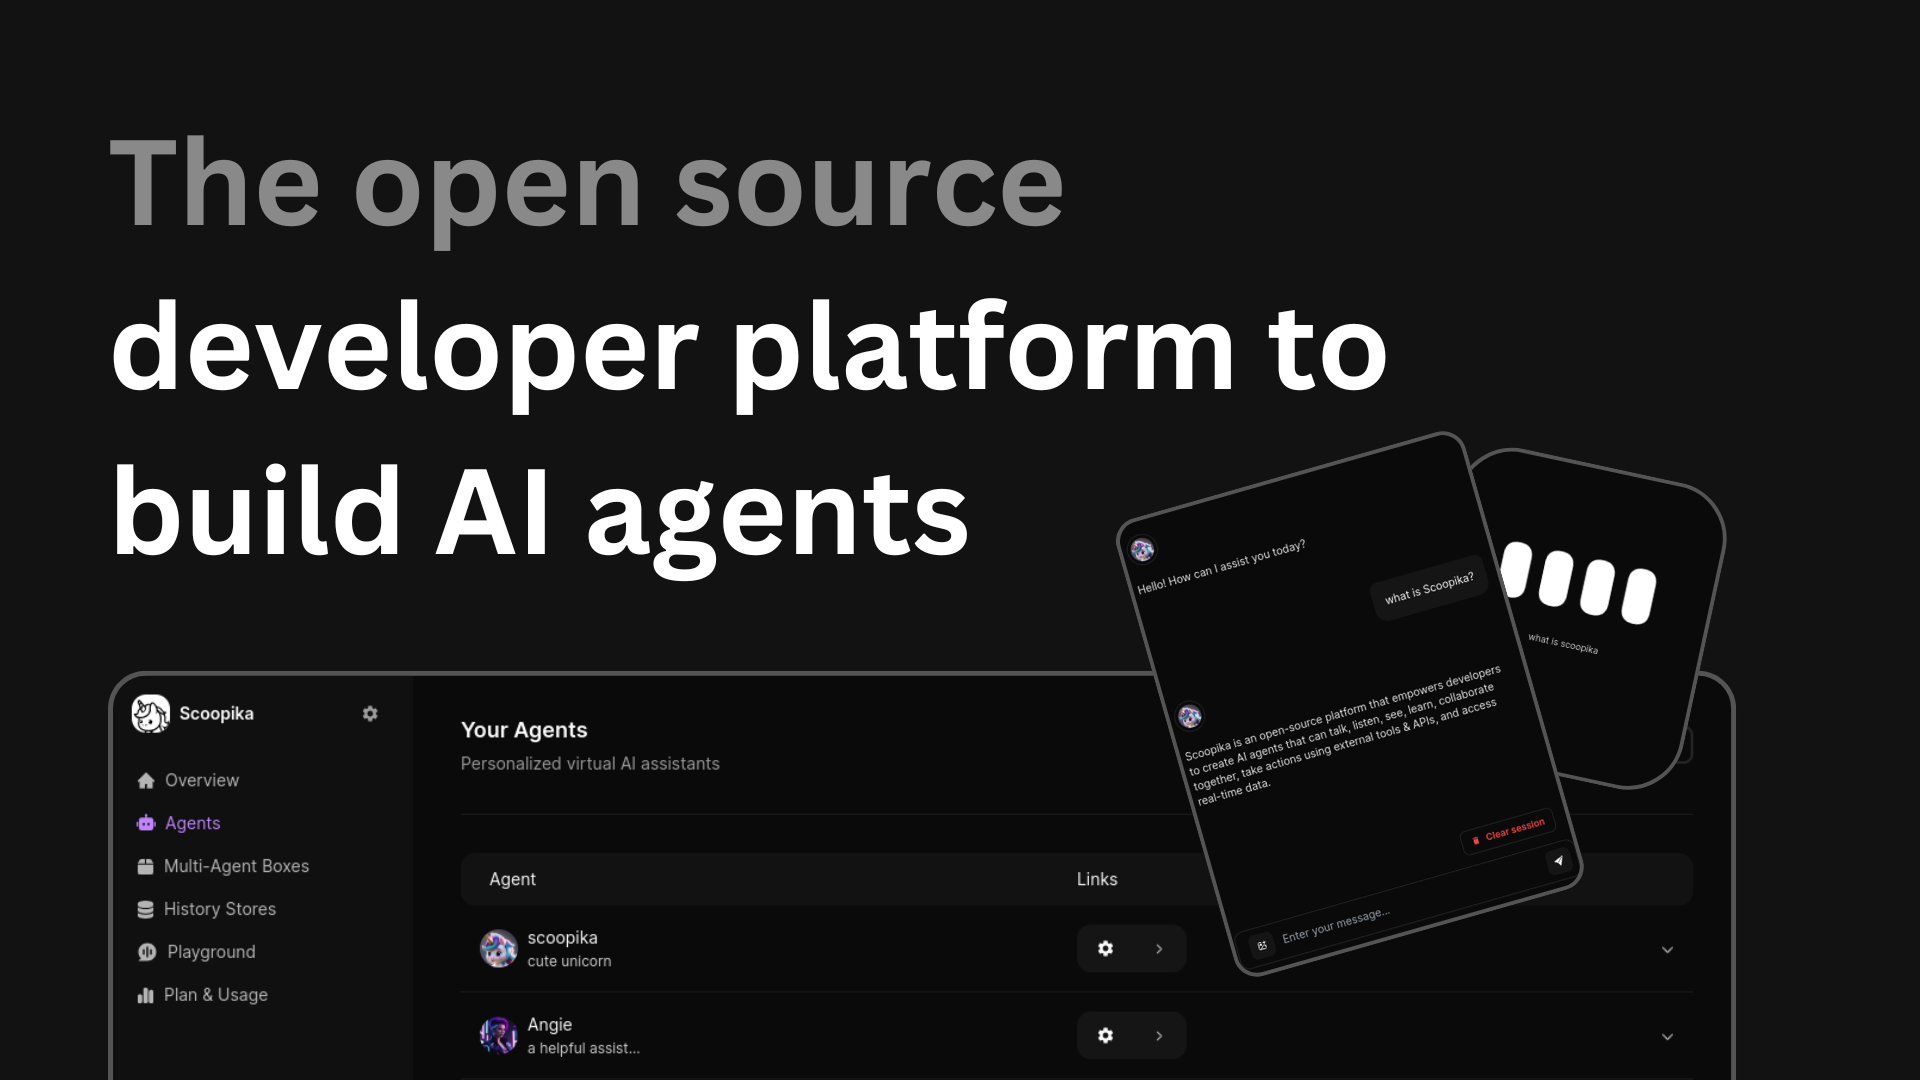 The open source
developer platform to
build AI agents
Scoopika
Overview
Agents
Multi-Agent Boxes
History Stores
Playground
Plan & Usage
Your Agents
Personalized virtual AI assistants
Agent
Links
scoopika
cute unicorn
Angie
a helpful assist...
Hello! How can I assist you today?
what is Scoopika?
Scoopika is an open-source platform that empowers developers
to create AI agents that can talk, listen, see, learn, collaborate
together, take actions using external tools & APIs, and access
real-time data.
Clear session
Enter your message...
what is scoopika